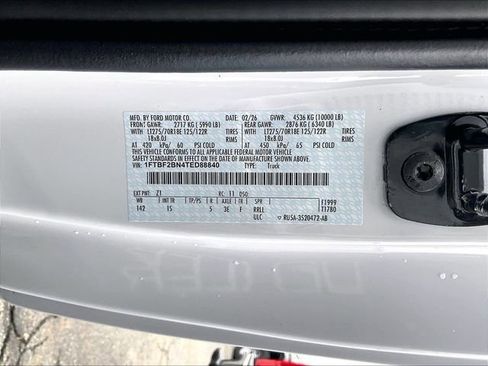 MFD. BY FORD MOTOR CO. 02/26 GVWR: 4536 KG (10000 LB)
FRONT GAWR: 2717 KG ( 5990 LB) REAR GAWR: 2876 KG ( 6340 LB)
WITH LT275/70R18E 125/122R TIRES WITH LT275/70R18E 125/122R TIRES
18x8.0J RIMS 18x8.0J RIMS
AT 420 kPa/ 60 PSI COLD AT 450 kPa/ 65 PSI COLD
THIS VEHICLE CONFORMS TO ALL APPLICABLE FEDERAL MOTOR VEHICLE
SAFETY STANDARDS IN EFFECT ON THE DATE OF MANUFACTURE SHOWN ABOVE.
VIN: 1FTBF2BN4TED88840 TYPE: Truck
EXT PNT: Z1 RC: 11 DSO:
WB INT TR TP/PS R AXLE TR SPR
142 IS 5 3E F RRLL F1999
T1780
ULC RU5A-3520472-AB